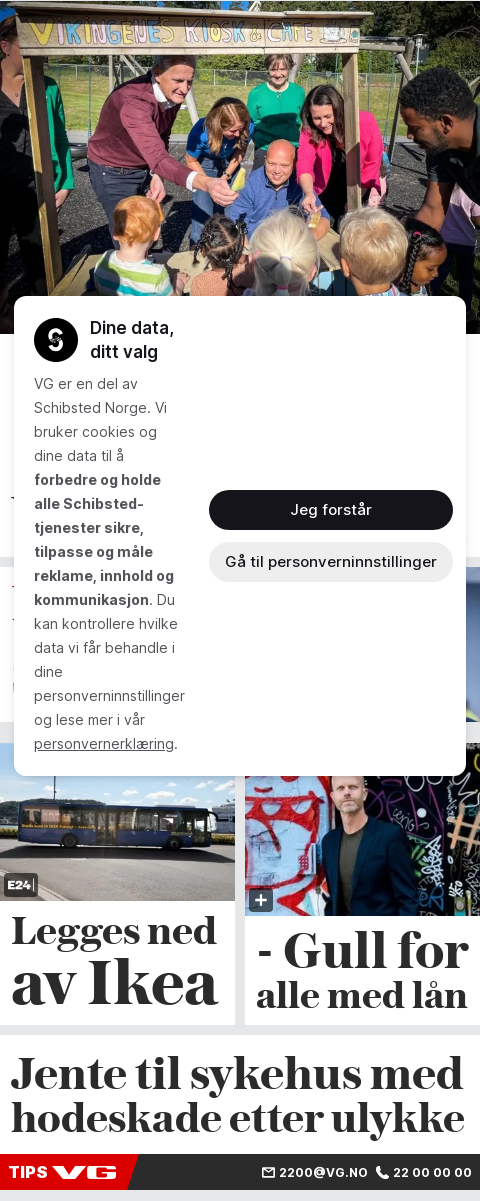 VIKINGENES KIOSK & CAFE
Dine data,
ditt valg
VG er en del av
Schibsted Norge. Vi
bruker cookies og
dine data til å
forbedre og holde
alle Schibsted-
tjenester sikre,
tilpasse og måle
reklame, innhold og
kommunikasjon. Du
kan kontrollere hvilke
data vi får behandle i
dine
personverninnstillinger
og lese mer i vår
personvernerklæring.
Jeg forstår
Gå til personverninnstillinger
E24
Legges ned
av Ikea
- Gull for
alle med lån
Jente til sykehus med
hodeskade etter ulykke
TIPS VG 2200@VG.NO 22 00 00 00